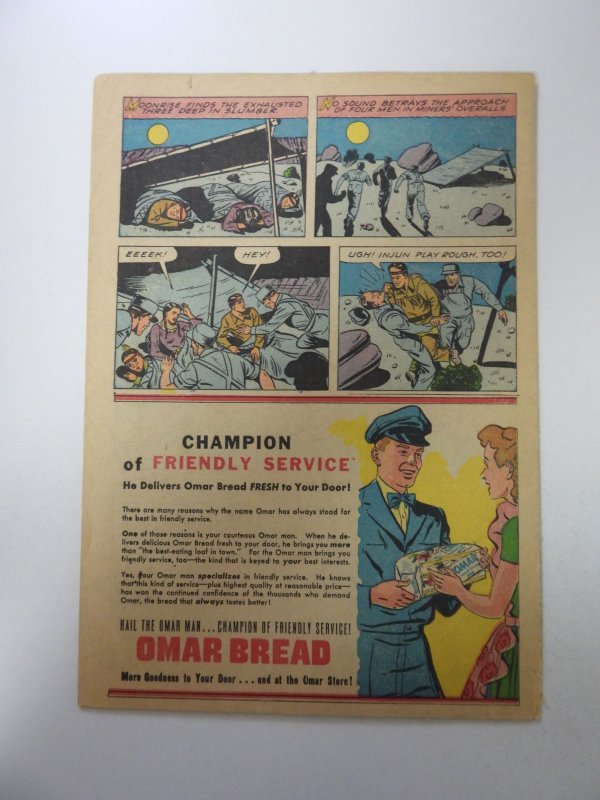 MOONRISE FINDS THE EXHAUSTED
THREE DEEP IN SLUMBER.
NO SOUND BETRAYS THE APPROACH
OF FOUR MEN IN MINERS' OVERALLS
EEEEK!
HEY!
UGH! INJUN PLAY ROUGH, TOO!
CHAMPION
of FRIENDLY SERVICE
He Delivers Omar Bread FRESH to Your Door!
There are many reasons why the name Omar has always stood for
the best in friendly service.
One of those reasons is your courteous Omar man. When he de-
livers delicious Omar Bread fresh to your door, he brings you more
than "the best-eating loaf in town." For the Omar man brings you
friendly service, too—the kind that is keyed to your best interests.
Yes, your Omar man specializes in friendly service. He knows
that this kind of service—plus highest quality at reasonable price—
has won the continued confidence of the thousands who demand
Omar, the bread that always tastes better!
HAIL THE OMAR MAN...CHAMPION OF FRIENDLY SERVICE!
OMAR BREAD
More Goodness to Your Door...and at the Omar Store!
OMAR